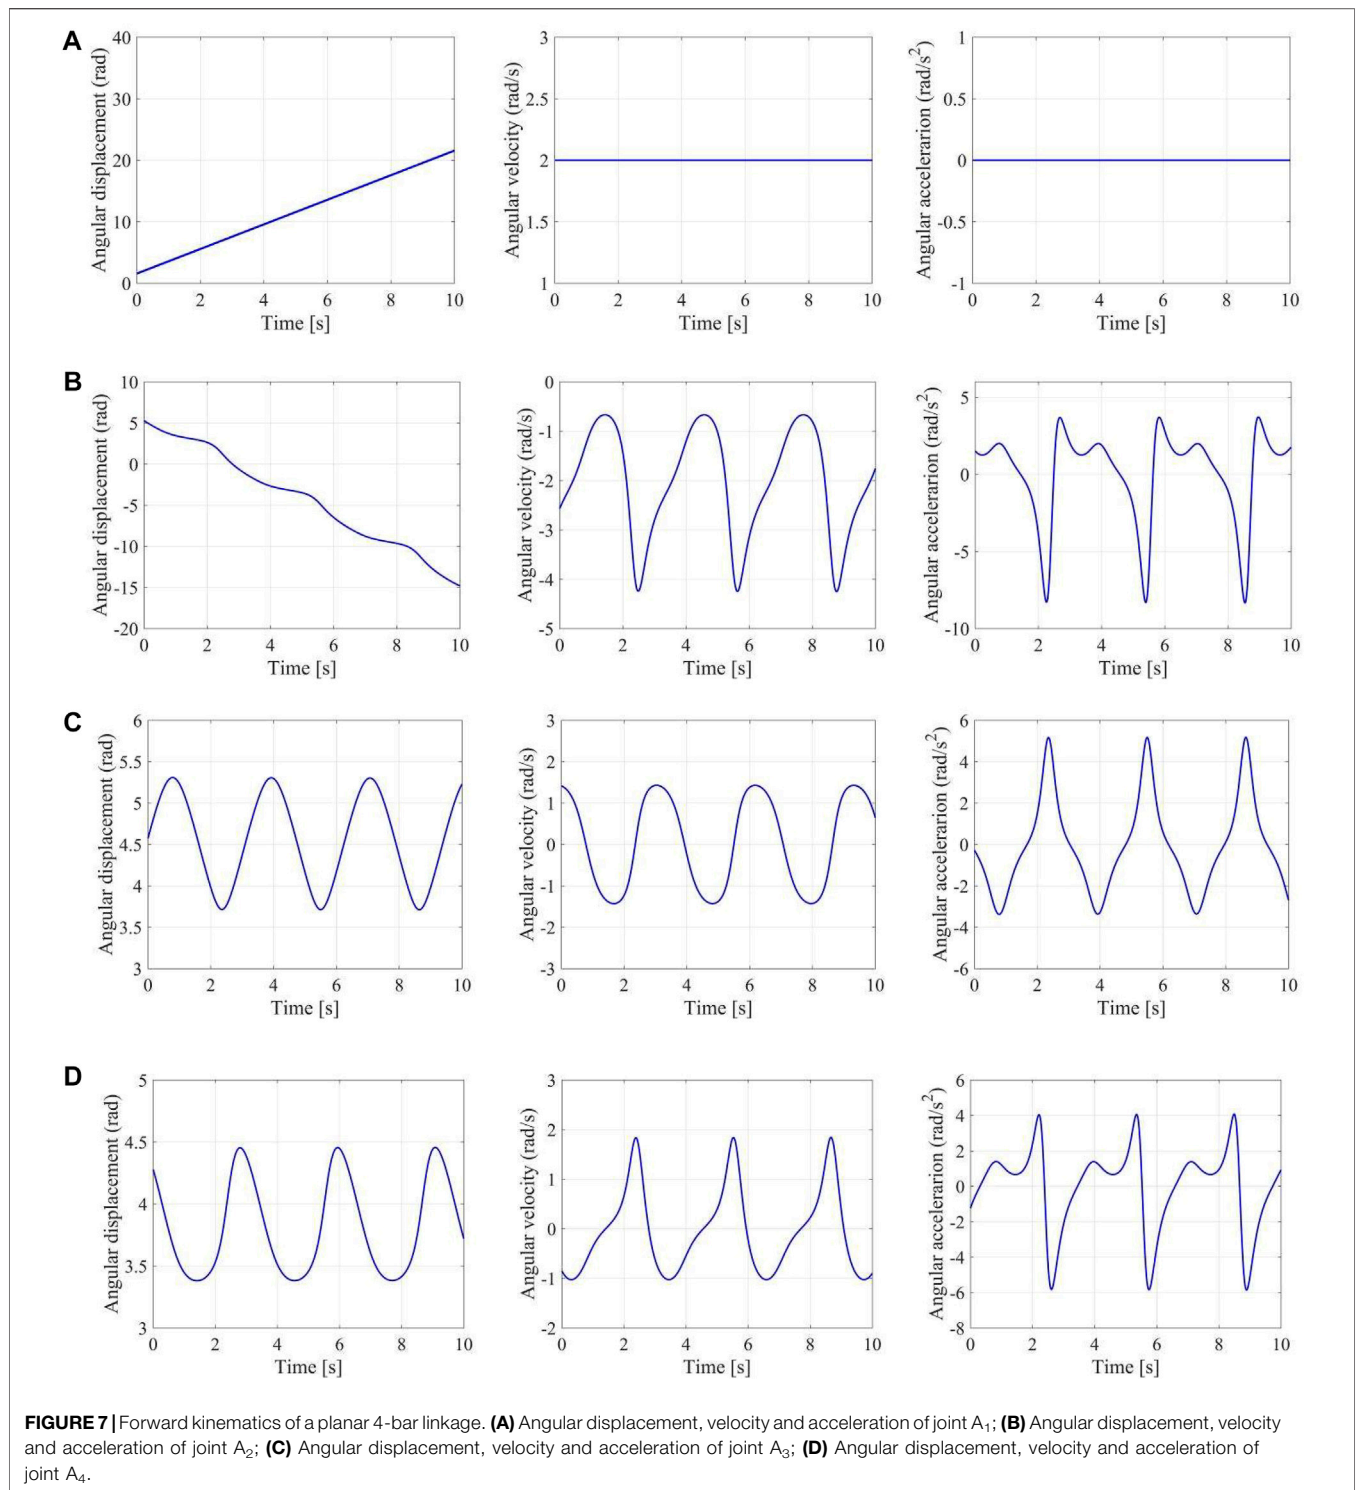 A
Angular displacement (rad)
40
30
20
10
0
0 2 4 6 8 10
Time [s]
Angular velocity (rad/s)
3
2.5
2
1.5
1
0 2 4 6 8 10
Time [s]
Angular accelerarion (rad/s2)
1
0.5
0
-0.5
-1
0 2 4 6 8 10
Time [s]
B
Angular displacement (rad)
10
5
0
-5
-10
-15
-20
0 2 4 6 8 10
Time [s]
Angular velocity (rad/s)
0
-1
-2
-3
-4
-5
0 2 4 6 8 10
Time [s]
Angular accelerarion (rad/s2)
5
0
-5
-10
0 2 4 6 8 10
Time [s]
C
Angular displacement (rad)
6
5.5
5
4.5
4
3.5
3
0 2 4 6 8 10
Time [s]
Angular velocity (rad/s)
3
2
1
0
-1
-2
-3
0 2 4 6 8 10
Time [s]
Angular accelerarion (rad/s2)
6
4
2
0
-2
-4
-6
0 2 4 6 8 10
Time [s]
D
Angular displacement (rad)
5
4.5
4
3.5
3
0 2 4 6 8 10
Time [s]
Angular velocity (rad/s)
3
2
1
0
-1
-2
0 2 4 6 8 10
Time [s]
Angular accelerarion (rad/s2)
6
4
2
0
-2
-4
-6
-8
0 2 4 6 8 10
Time [s]
FIGURE 7 | Forward kinematics of a planar 4-bar linkage. (A) Angular displacement, velocity and acceleration of joint A1; (B) Angular displacement, velocity
and acceleration of joint A2; (C) Angular displacement, velocity and acceleration of joint A3; (D) Angular displacement, velocity and acceleration of
joint A4.